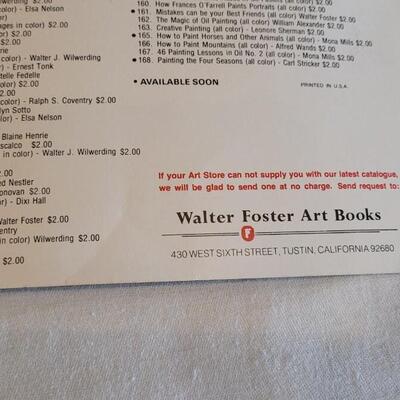 color) - Elsa Nelson
ages in color) $2.00
$2.00
- Walter J. Wilwerding
- Ernest Tonk
telle Fedelle
$2.00
color) - Ralph S. Coventry $2.00
Sotto
color) - Elsa Nelson
Blaine Henrie
$2.00
in color) - Walter J. Wilwerding $2.00
$2.00
ed Nestler
onovan $2.00
or) - Dixi Hall
Walter Foster $2.00
entry
in color) Wilwerding $2.00
$2.00
160. How Frances O'Farrell Paints Portraits (all color) $2.00
• 161. Mistakes can be your Best Friends (all color) Walter Foster $2.00
162. The Magic of Oil Painting (all color) William Alexander $2.00
163. Creative Painting (all color) - Leonore Sherman $2.00
• 165. How to Paint Horses and Other Animals (all color) - Mona Mills $2.00
166. How to Paint Mountains (all color) - Alfred Wands $2.00
167. 46 Painting Lessons in Oil No. 2 (all color) - Mona Mills $2.00
• 168. Painting the Four Seasons (all color) - Carl Stricker $2.00
• AVAILABLE SOON
PRINTED IN U.S.A.
If your Art Store can not supply you with our latest catalogue,
we will be glad to send one at no charge. Send request to:
Walter Foster Art Books
F
430 WEST SIXTH STREET, TUSTIN, CALIFORNIA 92680